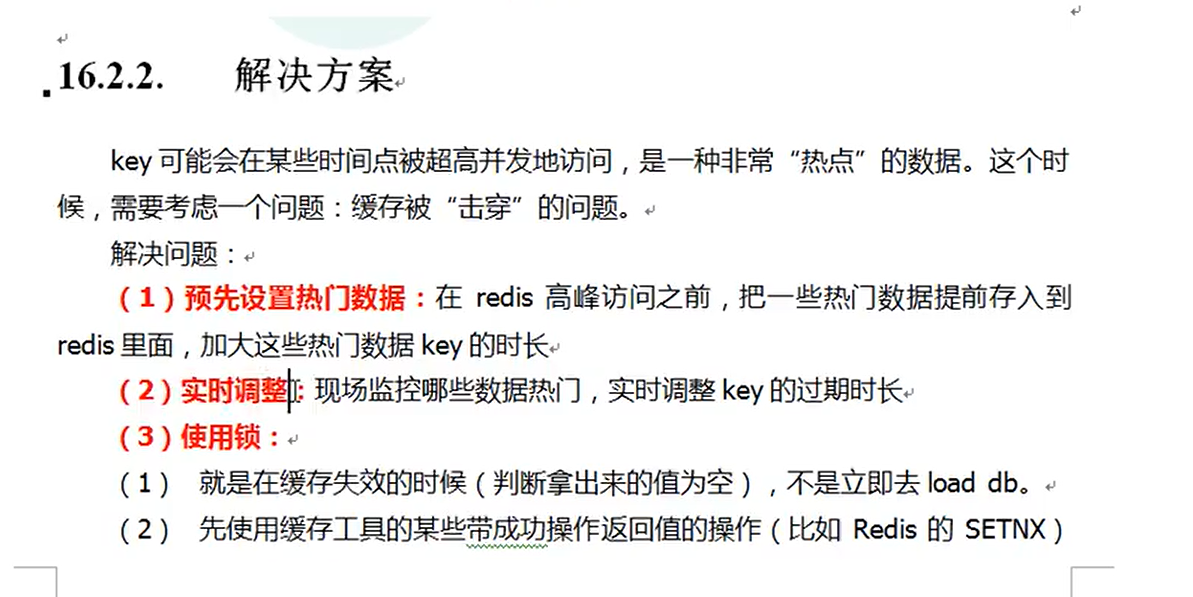 16.2.2. 解决方案
key 可能会在某些时间点被超高并发地访问，是一种非常“热点”的数据。这个时
候，需要考虑一个问题：缓存被“击穿”的问题。
解决问题：
（1）预先设置热门数据：在 redis 高峰访问之前，把一些热门数据提前存入到
redis 里面，加大这些热门数据 key 的时长
（2）实时调整：现场监控哪些数据热门，实时调整 key 的过期时长
（3）使用锁：
（1） 就是在缓存失效的时候（判断拿出来的值为空），不是立即去 load db。
（2） 先使用缓存工具的某些带成功操作返回值的操作（比如 Redis 的 SETNX）